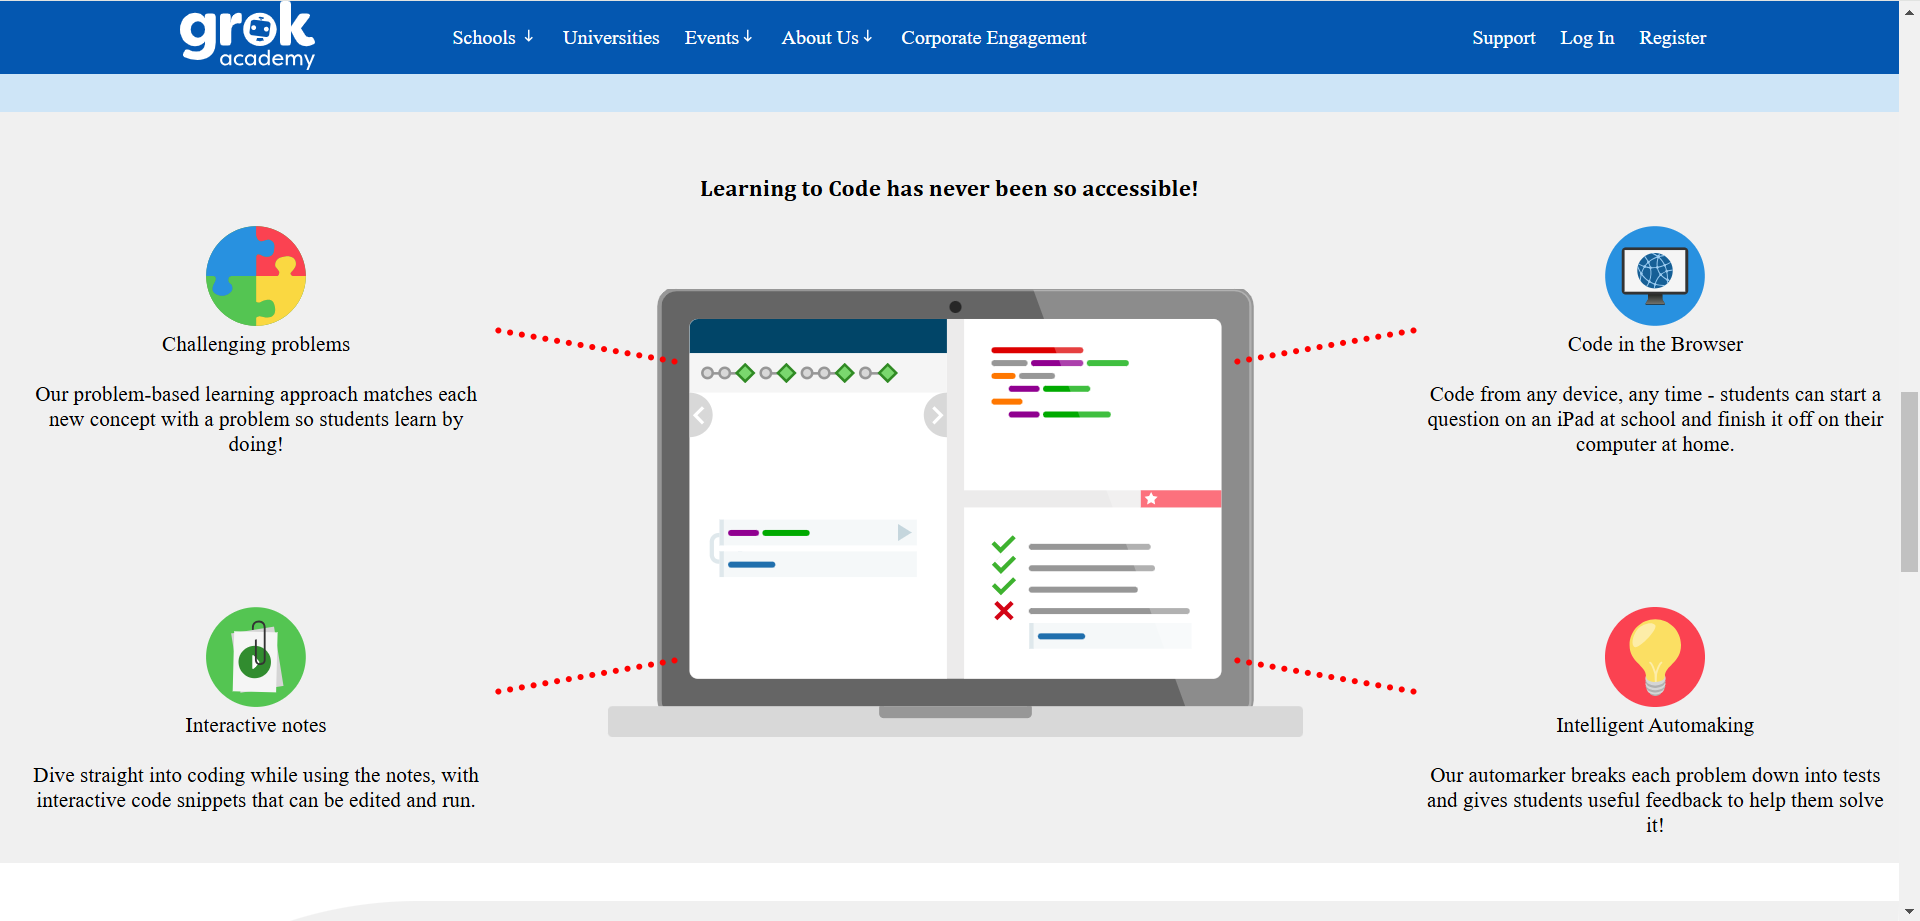 grok
academy
Schools ↓ Universities Events ↓ About Us ↓ Corporate Engagement Support Log In Register
Learning to Code has never been so accessible!
Challenging problems
Our problem-based learning approach matches each
new concept with a problem so students learn by
doing!
Code in the Browser
Code from any device, any time - students can start a
question on an iPad at school and finish it off on their
computer at home.
Interactive notes
Dive straight into coding while using the notes, with
interactive code snippets that can be edited and run.
Intelligent Automaking
Our automarker breaks each problem down into tests
and gives students useful feedback to help them solve
it!